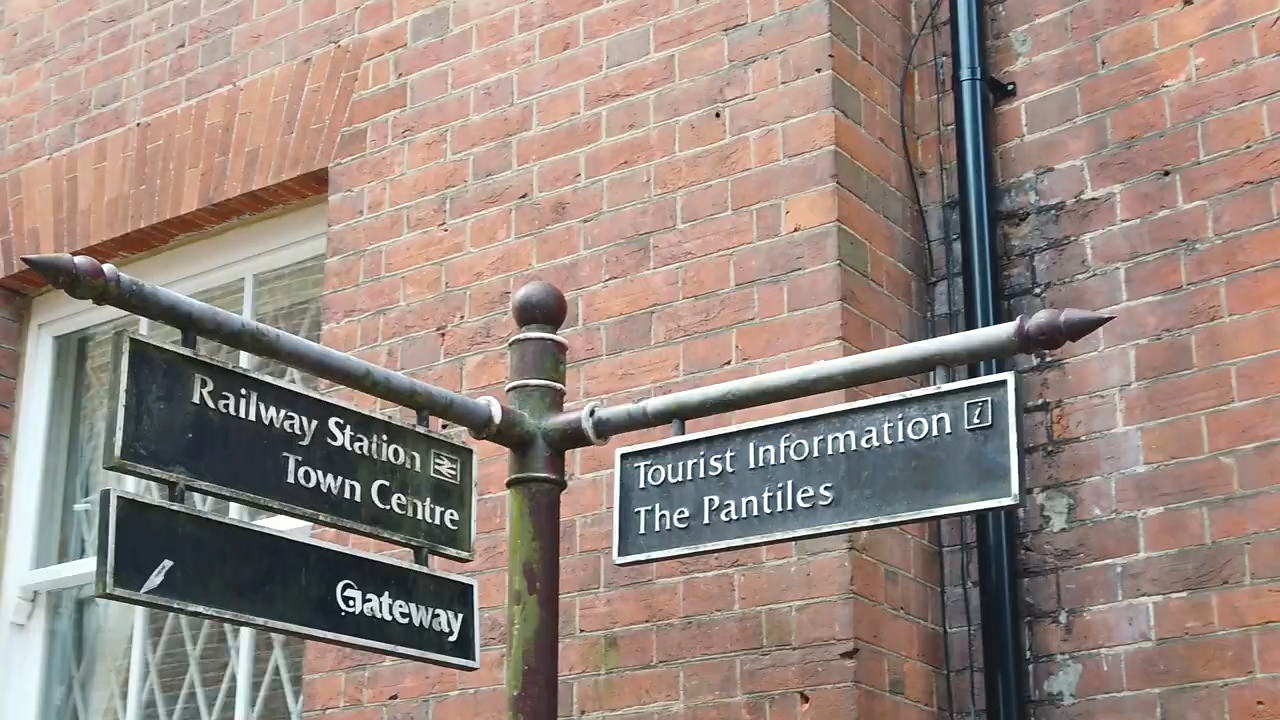 Railway Station
Town Centre
Gateway
Tourist Information i
The Pantiles